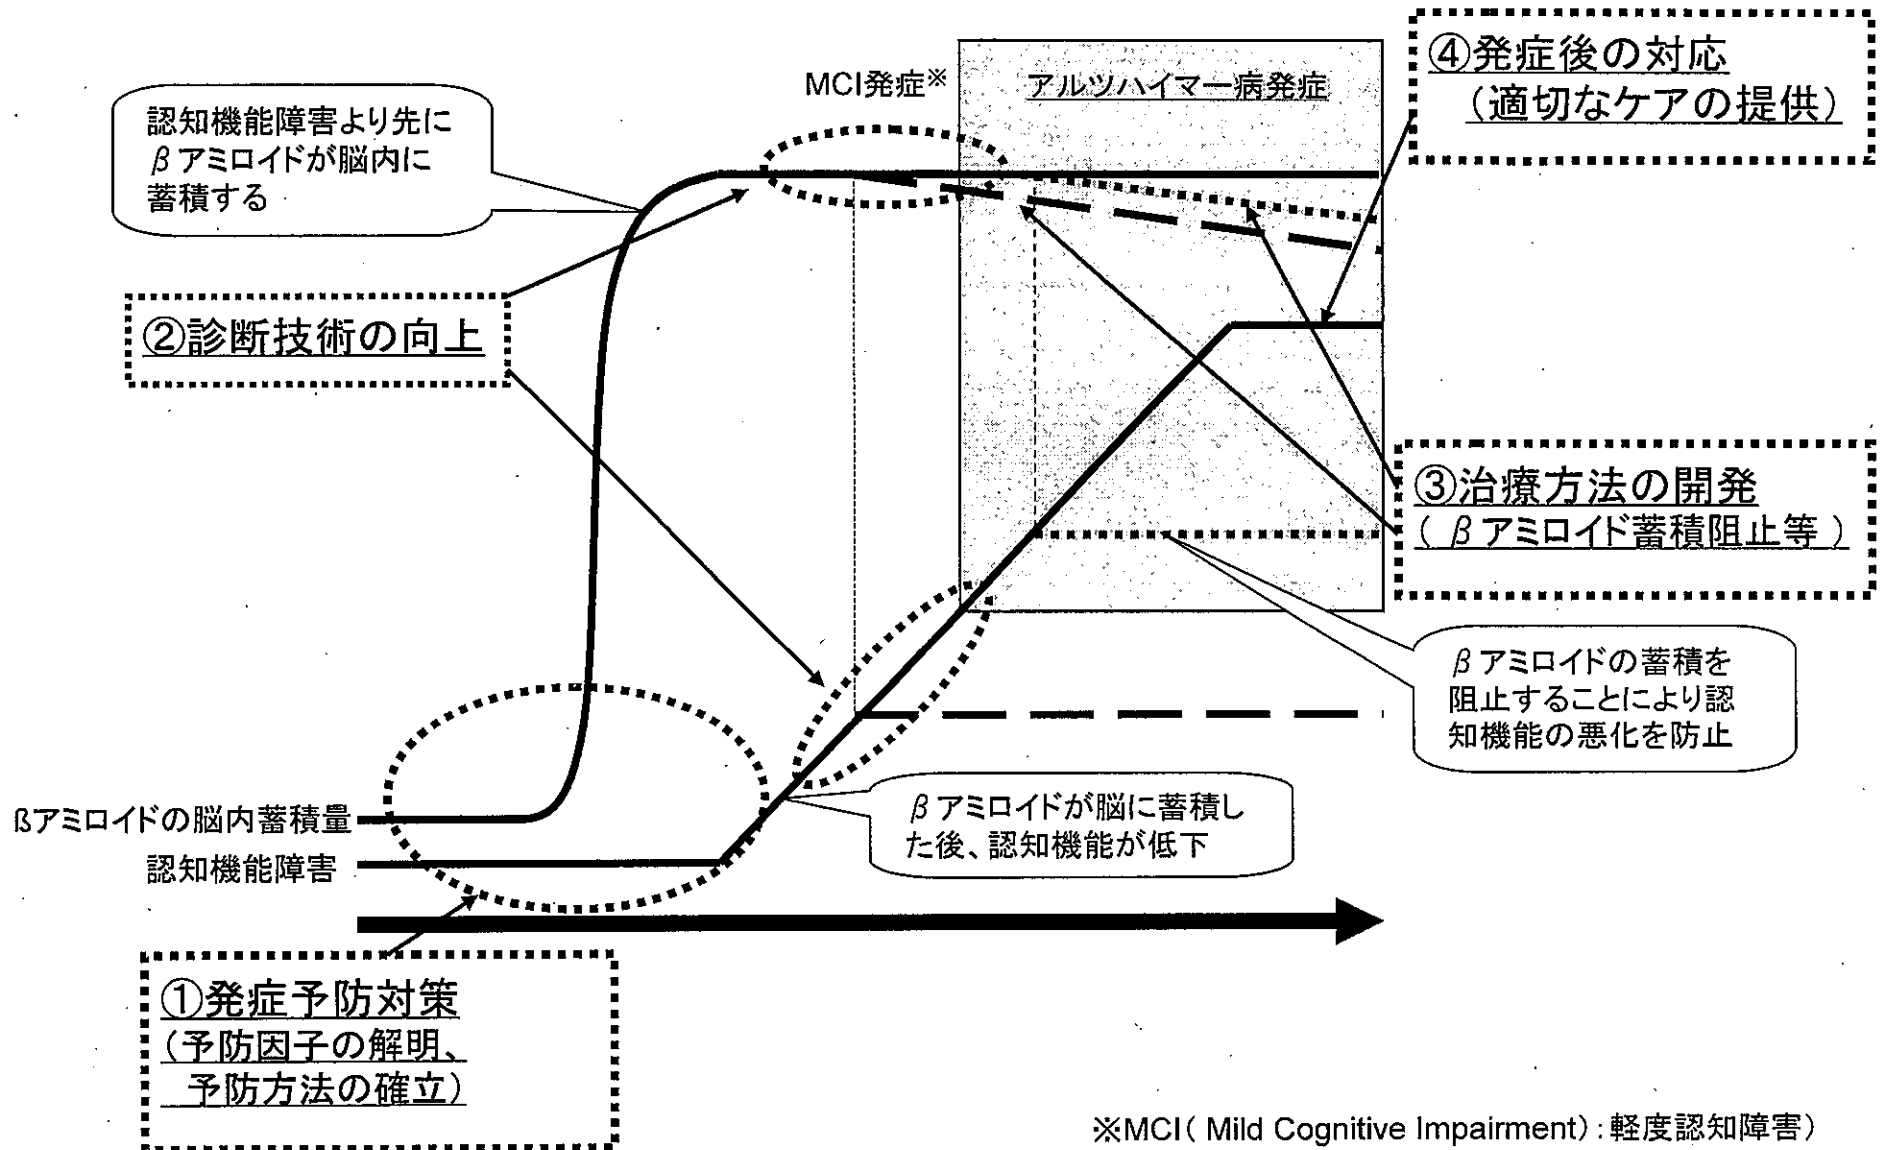 MCI発症※
アルツハイマー病発症
④発症後の対応
（適切なケアの提供）
認知機能障害より先に
βアミロイドが脳内に
蓄積する
②診断技術の向上
③治療方法の開発
（βアミロイド蓄積阻止等）
βアミロイドの蓄積を
阻止することにより認
知機能の悪化を防止
ßアミロイドの脳内蓄積量
認知機能障害
βアミロイドが脳に蓄積し
た後、認知機能が低下
①発症予防対策
（予防因子の解明、
予防方法の確立）
※MCI（Mild Cognitive Impairment）：軽度認知障害）